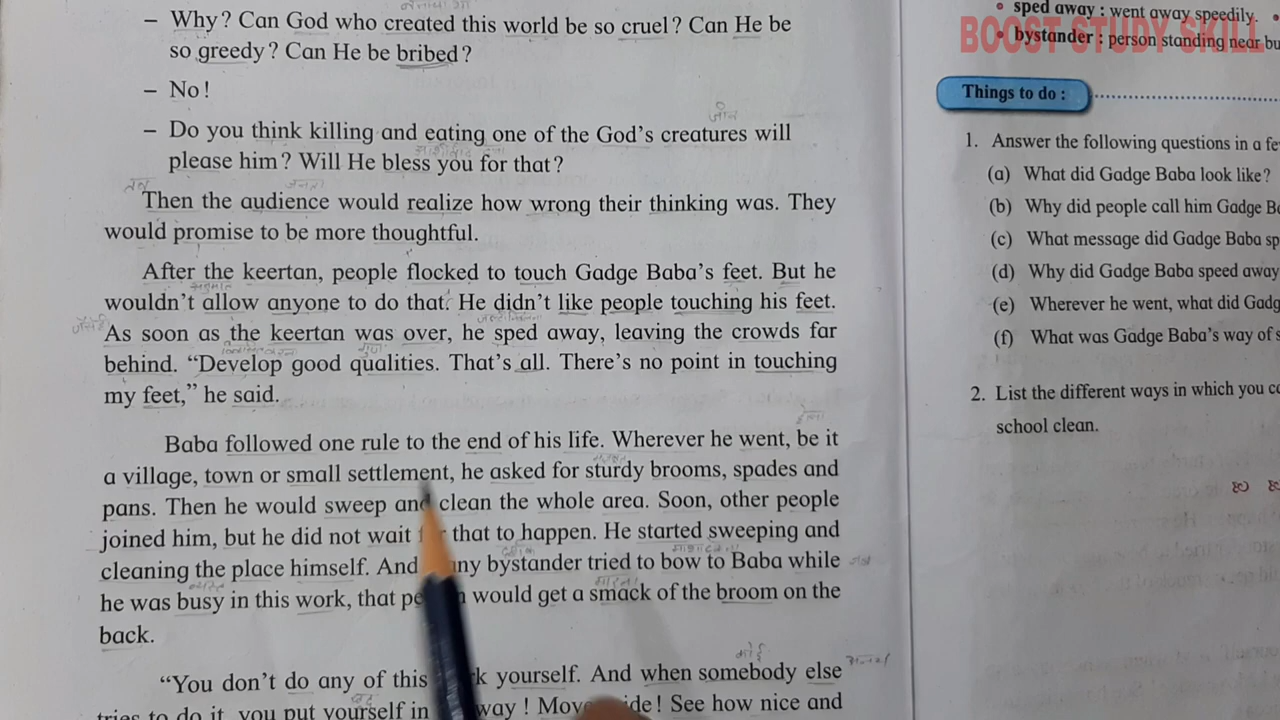 – Why? Can God who created this world be so cruel? Can He be
so greedy? Can He be bribed?
– No!
– Do you think killing and eating one of the God's creatures will
please him? Will He bless you for that?
Then the audience would realize how wrong their thinking was. They
would promise to be more thoughtful.
After the keertan, people flocked to touch Gadge Baba's feet. But he
wouldn't allow anyone to do that. He didn't like people touching his feet.
As soon as the keertan was over, he sped away, leaving the crowds far
behind. “Develop good qualities. That's all. There's no point in touching
my feet,” he said.
Baba followed one rule to the end of his life. Wherever he went, be it
a village, town or small settlement, he asked for sturdy brooms, spades and
pans. Then he would sweep and clean the whole area. Soon, other people
joined him, but he did not wait that to happen. He started sweeping and
cleaning the place himself. And any bystander tried to bow to Baba while
he was busy in this work, that would get a smack of the broom on the
back.
“You don't do any of this yourself. And when somebody else
tries to do it, you put yourself in way! Move See how nice and
• sped away : went away speedily.
• bystander : person standing near
BOOST STUDY SKILL
Things to do :
1. Answer the following questions in a
(a) What did Gadge Baba look like?
(b) Why did people call him Gadge
(c) What message did Gadge Baba
(d) Why did Gadge Baba speed away
(e) Wherever he went, what did
(f) What was Gadge Baba's way of
2. List the different ways in which you
school clean.